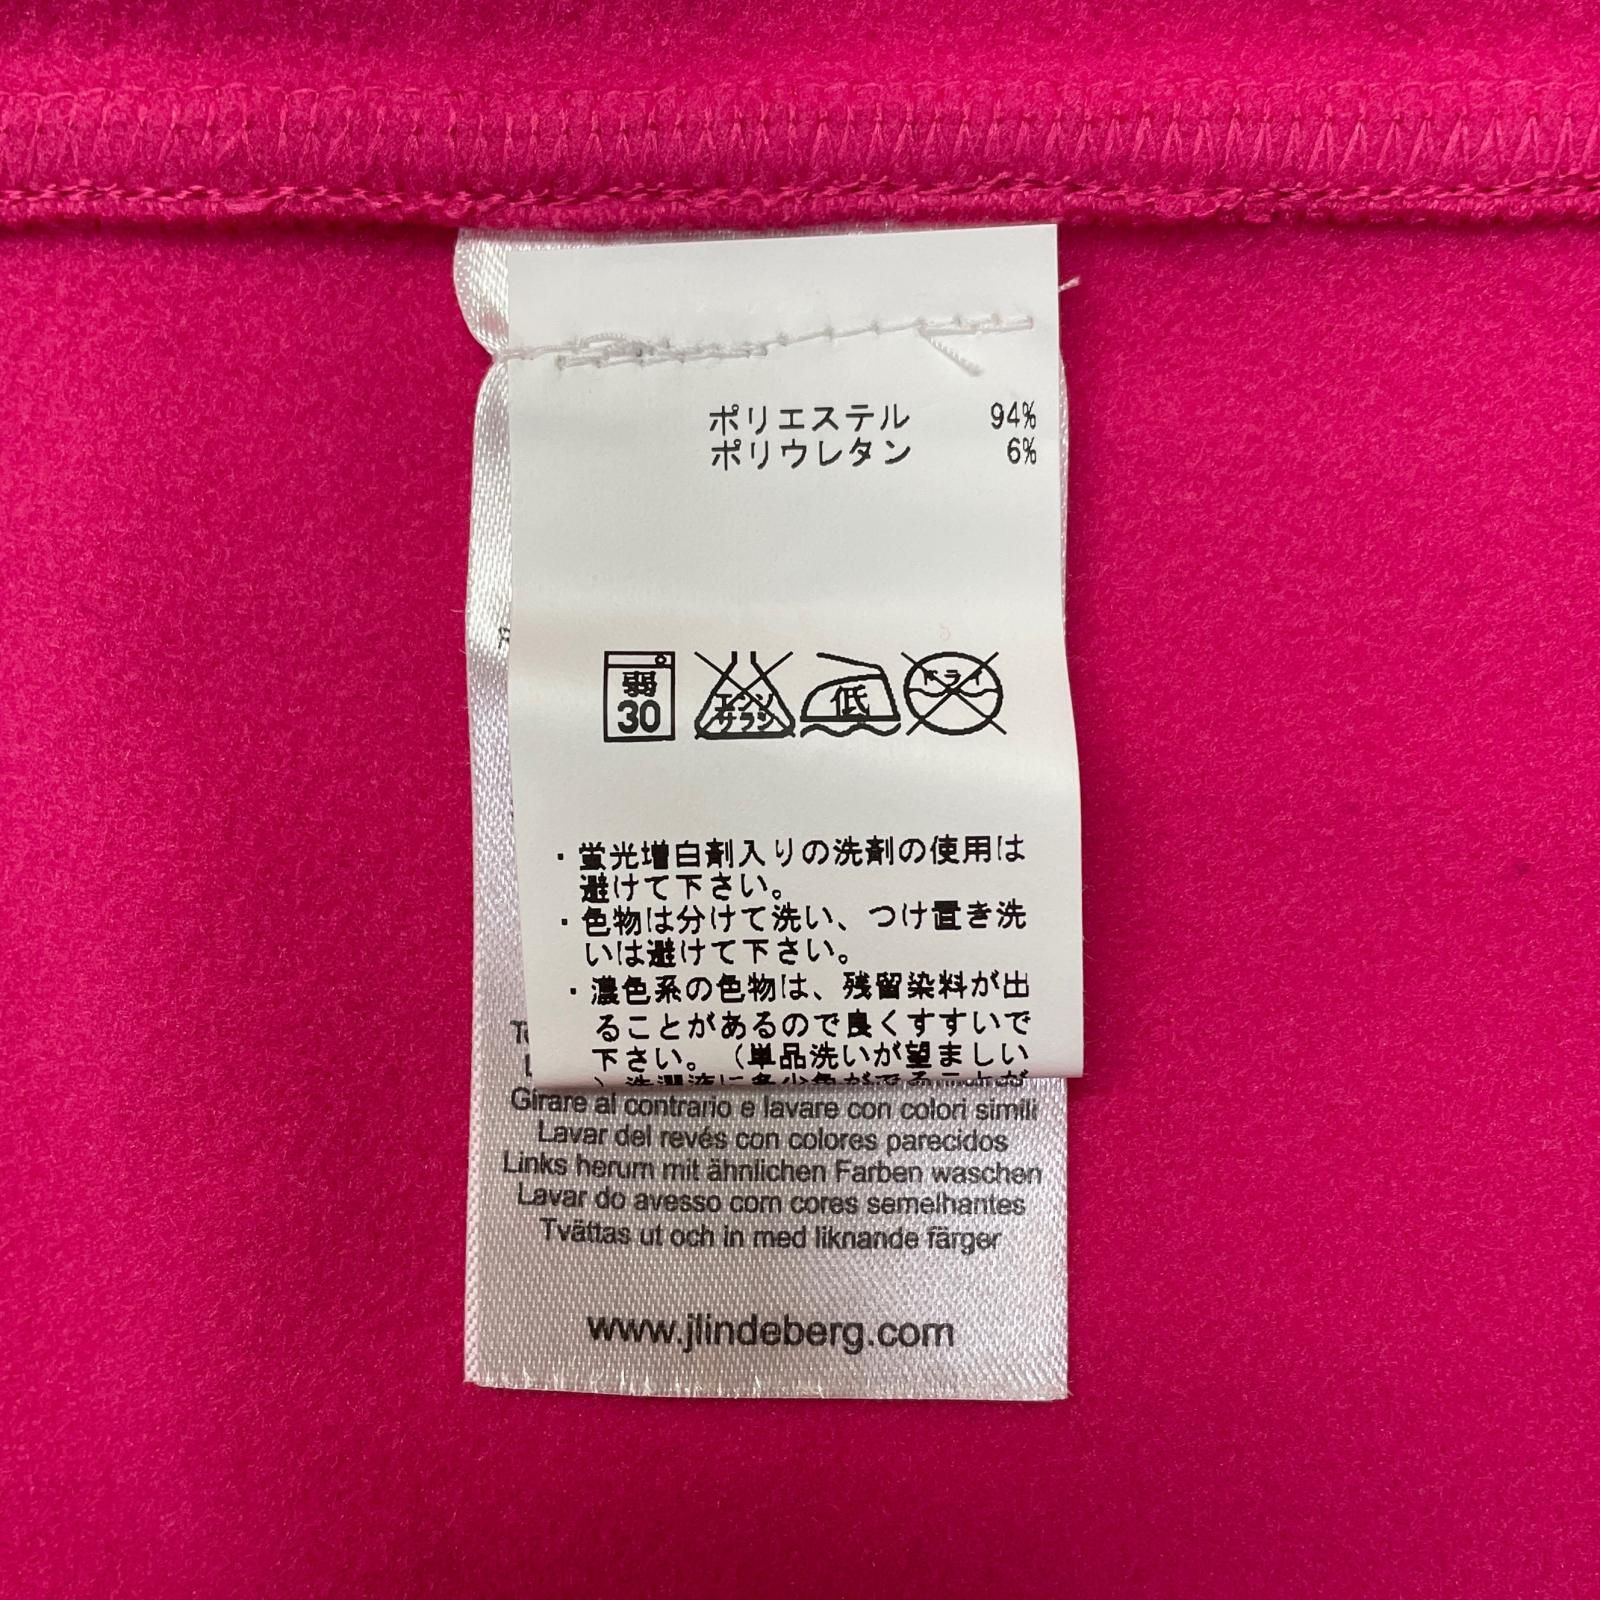 ポリエステル 94%
ポリウレタン 6%
弱
30
エンソ
サラシ
低
ドライ
・蛍光増白剤入りの洗剤の使用は
避けて下さい。
・色物は分けて洗い、つけ置き洗
いは避けて下さい。
・濃色系の色物は、残留染料が出
ることがあるので良くすすいで
下さい。（単品洗いが望ましい
Girare al contrario e lavare con colori simili
Lavar del revés con colores parecidos
Links herum mit ähnlichen Farben waschen
Lavar do avesso com cores semelhantes
Tvättas ut och in med liknande färger
www.jlindeberg.com